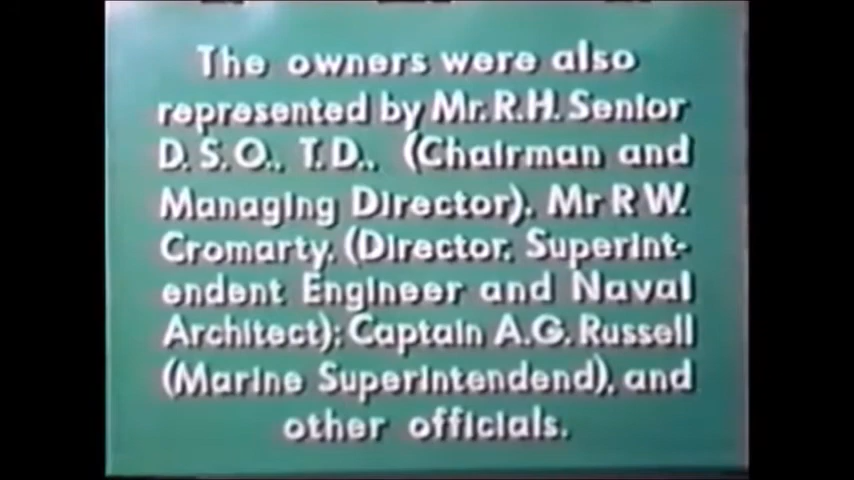 The owners were also
represented by Mr. R.H. Senior
D.S.O., T.D., (Chairman and
Managing Director). Mr R W.
Cromarty, (Director, Superint-
endent Engineer and Naval
Architect); Captain A.G. Russell
(Marine Superintendend), and
other officials.